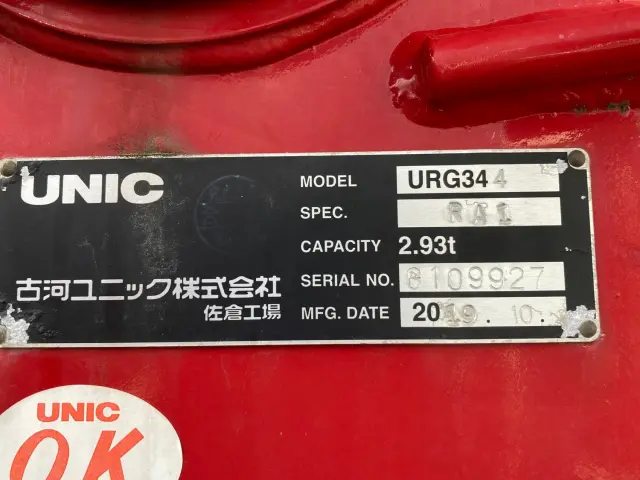 UNIC
MODEL URG344
SPEC. RA1
CAPACITY 2.93t
SERIAL NO. 6109927
MFG. DATE 2019. 10.
古河ユニック株式会社
佐倉工場
UNIC
OK